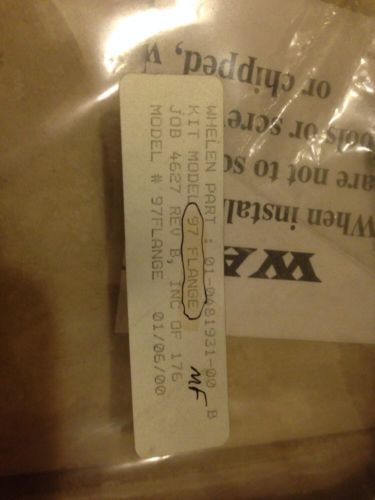 WHELEN PART : 01-0481931-00 B
KIT MODEL 97 FLANGE
JOB 4627 REV B, INC OF 176
MODEL # 97FLANGE 01/06/00
MF
WA
When instal
are not to sc
ols or scre
or chipped, w